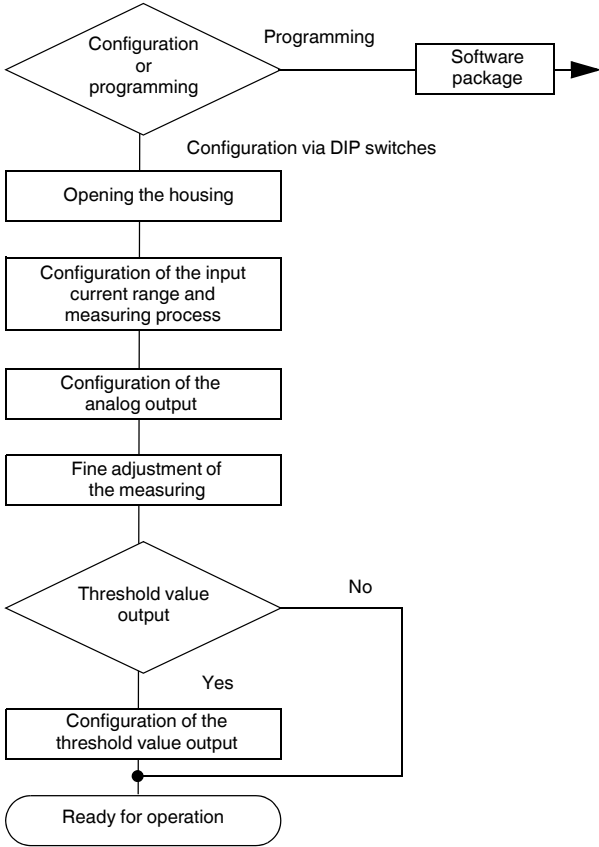 Configuration
or
programming
Programming
Software
package
Configuration via DIP switches
Opening the housing
Configuration of the input
current range and
measuring process
Configuration of the
analog output
Fine adjustment of
the measuring
Threshold value
output
No
Yes
Configuration of the
threshold value output
Ready for operation